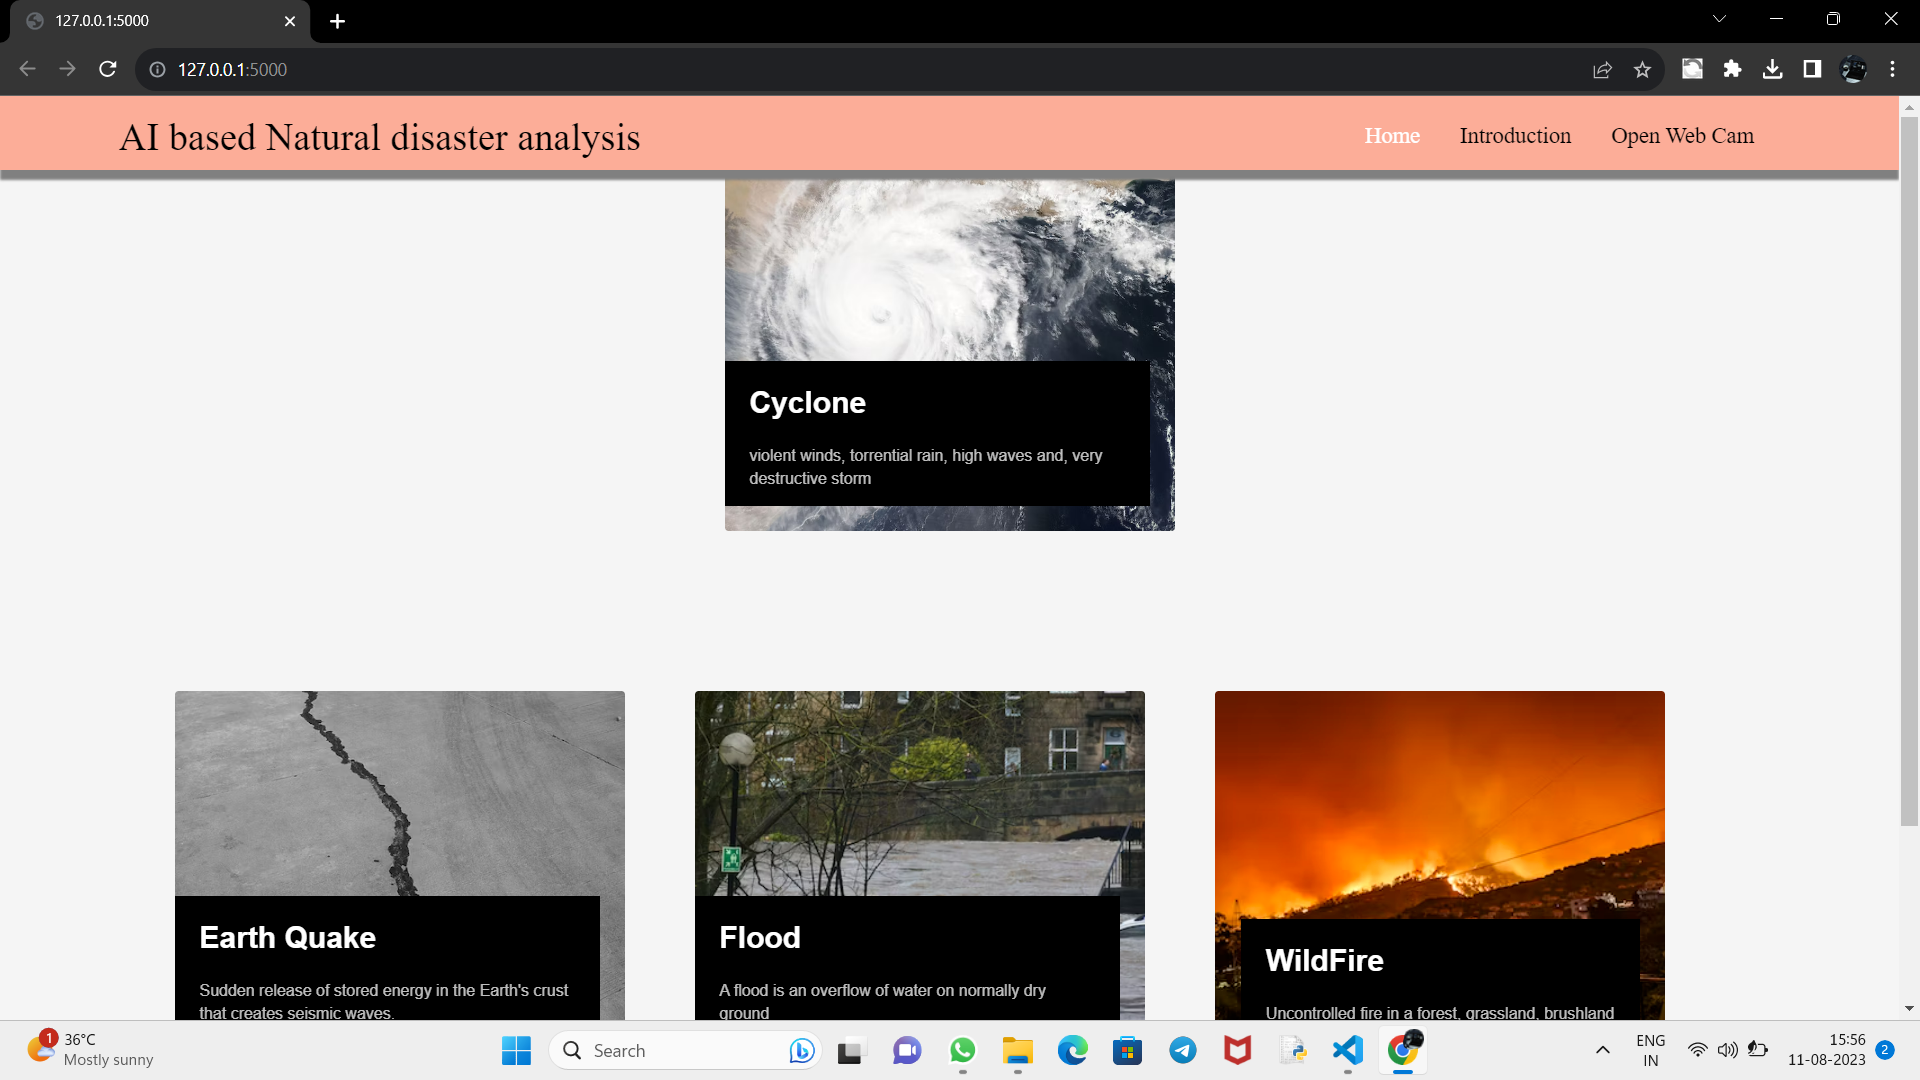 127.0.0.1:5000
127.0.0.1:5000
AI based Natural disaster analysis
Home
Introduction
Open Web Cam
Cyclone
violent winds, torrential rain, high waves and, very
destructive storm
Earth Quake
Sudden release of stored energy in the Earth's crust
that creates seismic waves.
Flood
A flood is an overflow of water on normally dry
ground
WildFire
Uncontrolled fire in a forest, grassland, brushland
1
36°C
Mostly sunny
Search
ENG
IN
15:56
11-08-2023
2